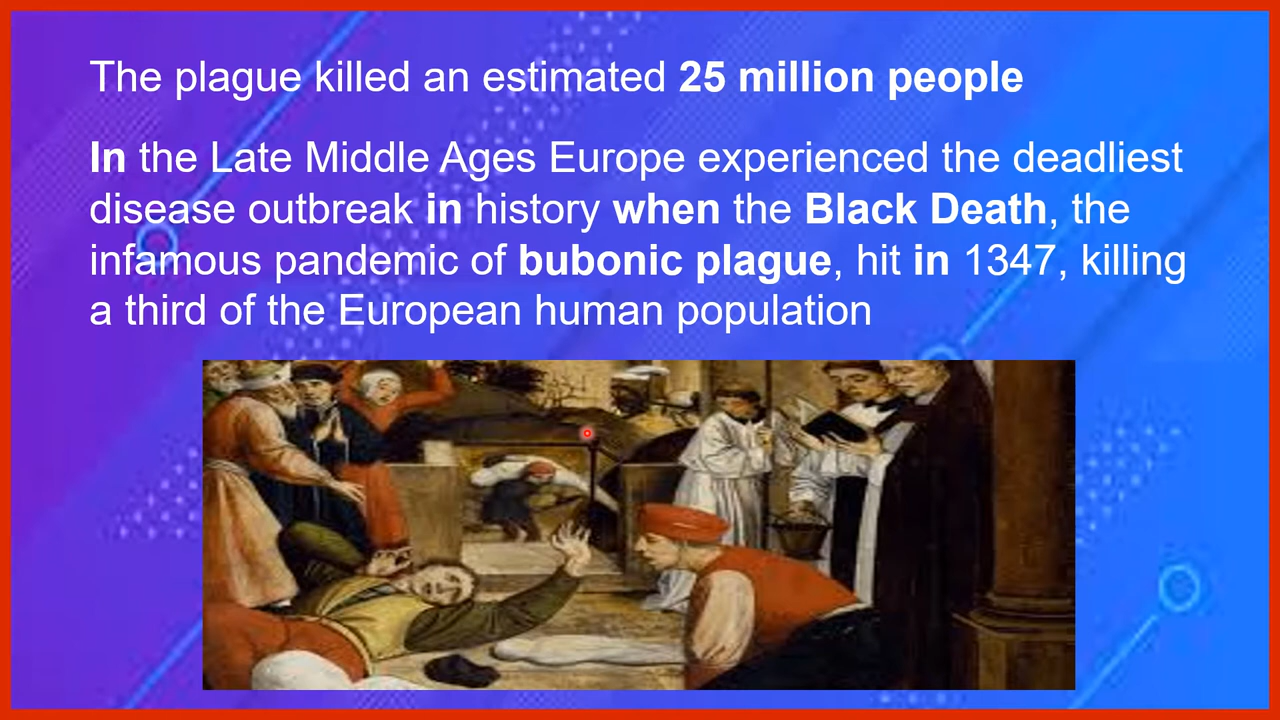 The plague killed an estimated 25 million people
In the Late Middle Ages Europe experienced the deadliest
disease outbreak in history when the Black Death, the
infamous pandemic of bubonic plague, hit in 1347, killing
a third of the European human population